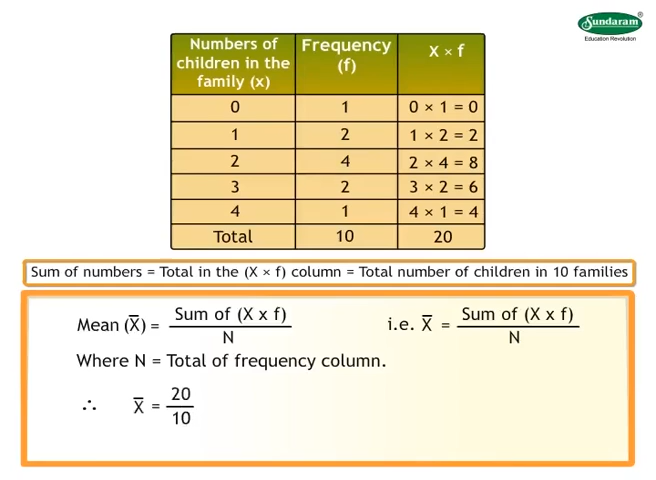 Sundaram
Education Revolution
Numbers of children in the family (x) Frequency (f) X × f
0 1 0 × 1 = 0
1 2 1 × 2 = 2
2 4 2 × 4 = 8
3 2 3 × 2 = 6
4 1 4 × 1 = 4
Total 10 20
Sum of numbers = Total in the (X × f) column = Total number of children in 10 families
Mean (X̅) = Sum of (X x f) / N i.e. X̅ = Sum of (X x f) / N
Where N = Total of frequency column.
∴ X̅ = 20 / 10